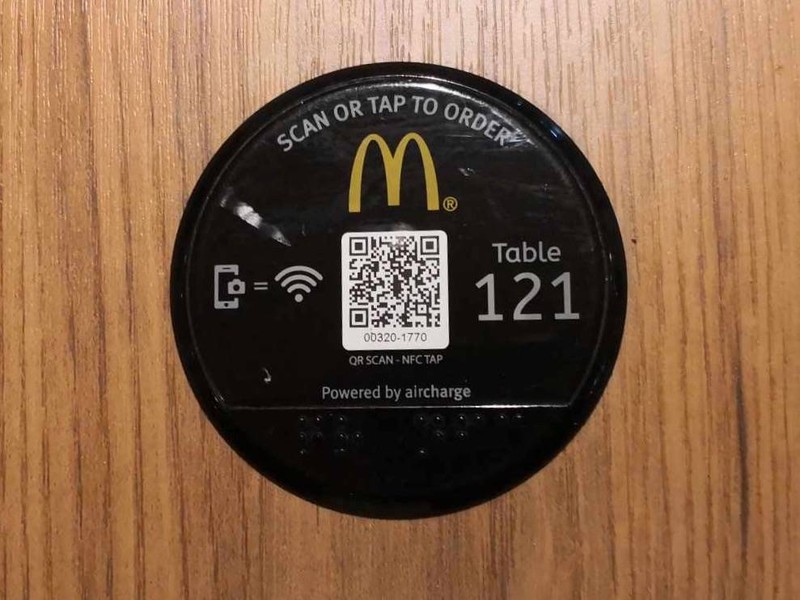 SCAN OR TAP TO ORDER
M®
Table
121
=
00320-1770
QR SCAN - NFC TAP
Powered by aircharge